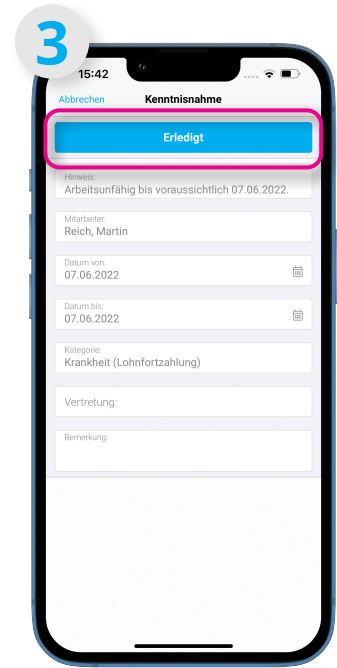 3
15:42
Abbrechen Kenntnisnahme
Erledigt
Hinweis:
Arbeitsunfähig bis voraussichtlich 07.06.2022.
Mitarbeiter:
Reich, Martin
Datum von:
07.06.2022
Datum bis:
07.06.2022
Kategorie:
Krankheit (Lohnfortzahlung)
Vertretung:
Bemerkung: